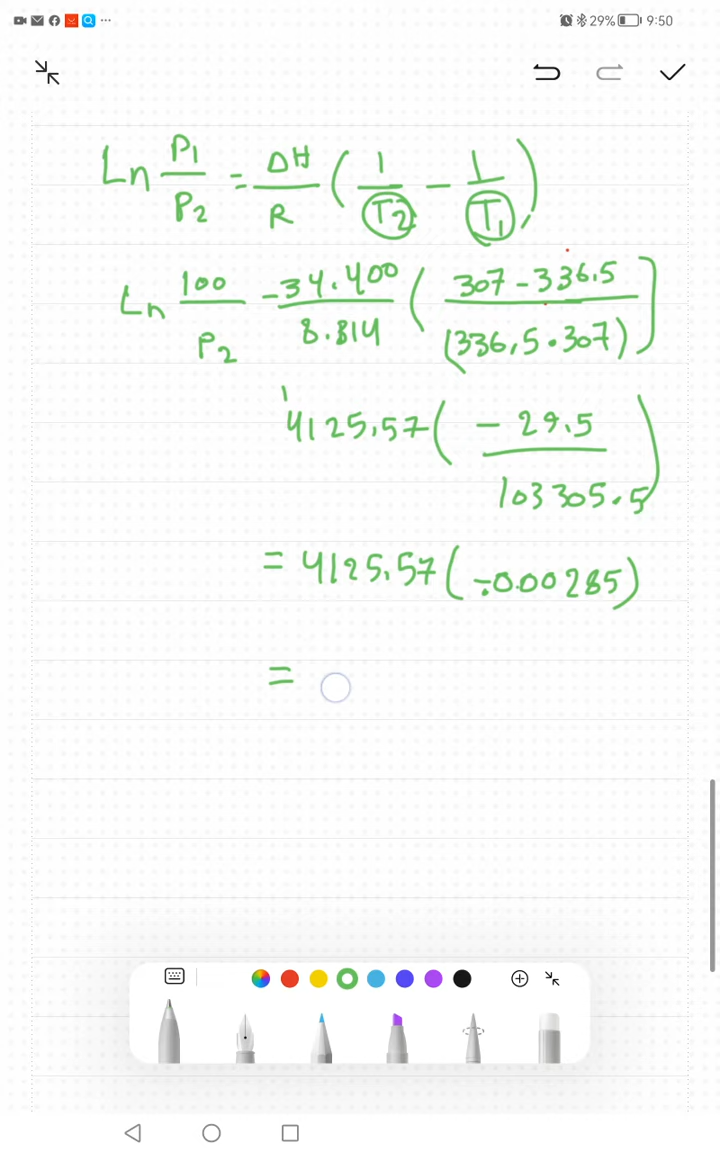 29% 9:50
Ln P1/P2 = ΔH/R (1/T2 - 1/T1)
Ln 100/P2 -34.400/8.314 (307-336.5/(336,5.307)]
4125,57 (-29.5/103305.5)
= 4125,57 (-0.00285)
=